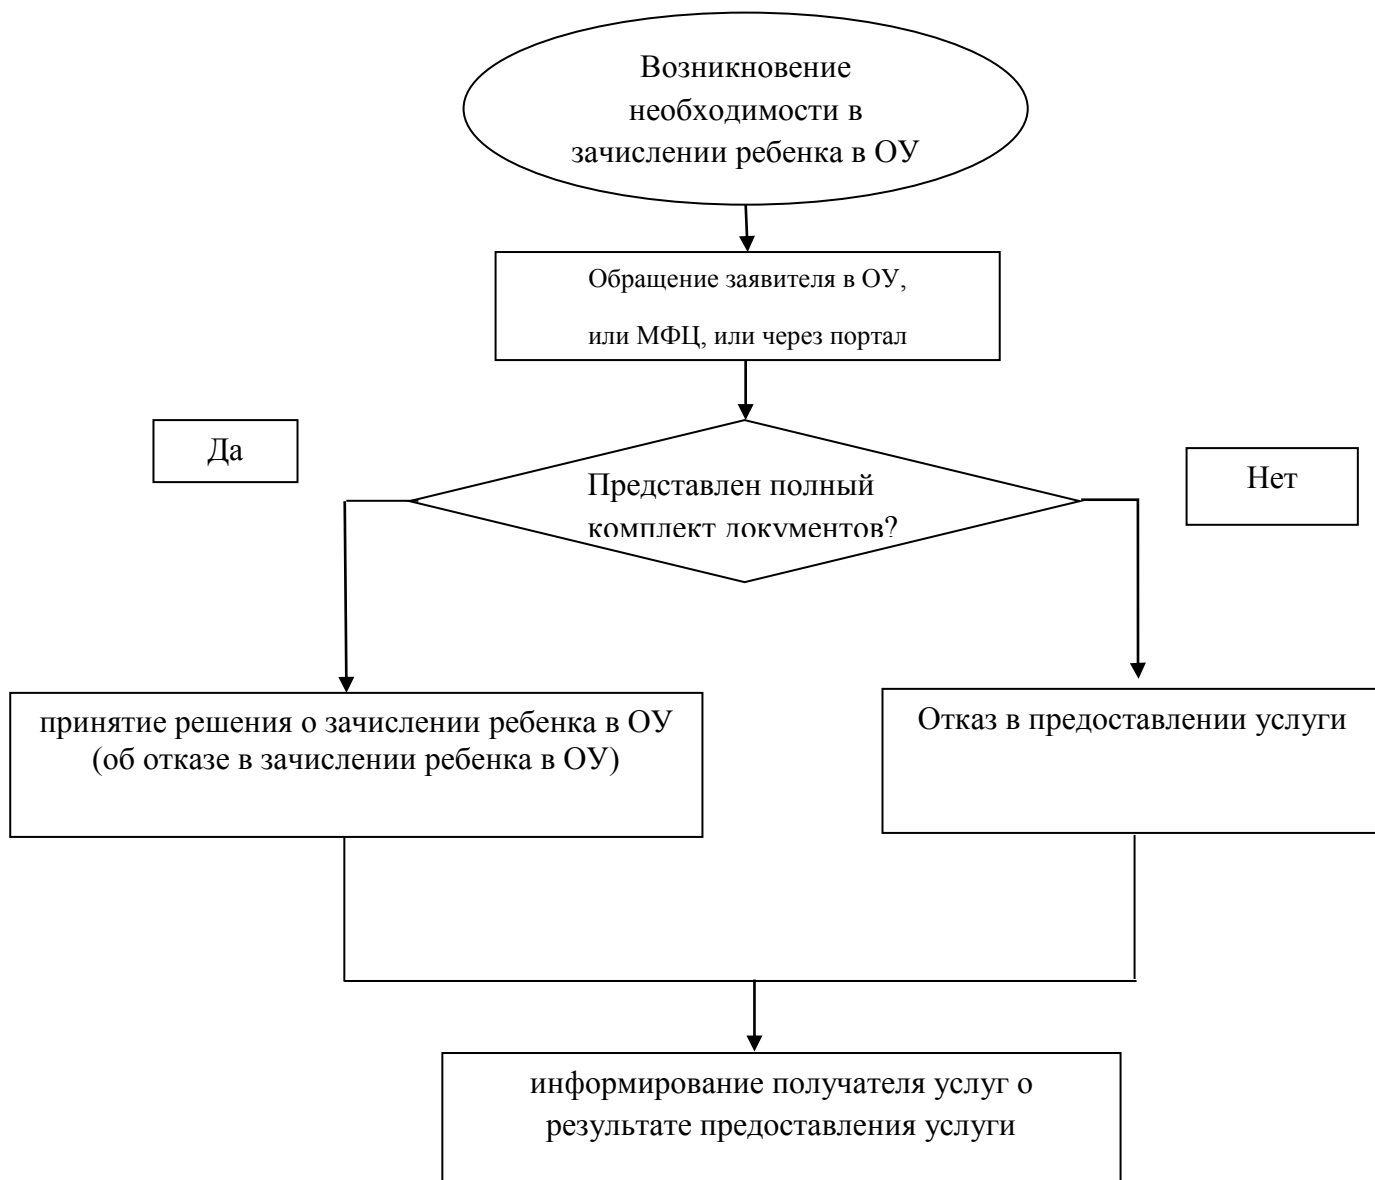 Возникновение
необходимости в
зачислении ребенка в ОУ
Обращение заявителя в ОУ,
или МФЦ, или через портал
Да
Нет
Представлен полный
комплект документов?
принятие решения о зачислении ребенка в ОУ
(об отказе в зачислении ребенка в ОУ)
Отказ в предоставлении услуги
информирование получателя услуг о
результате предоставления услуги